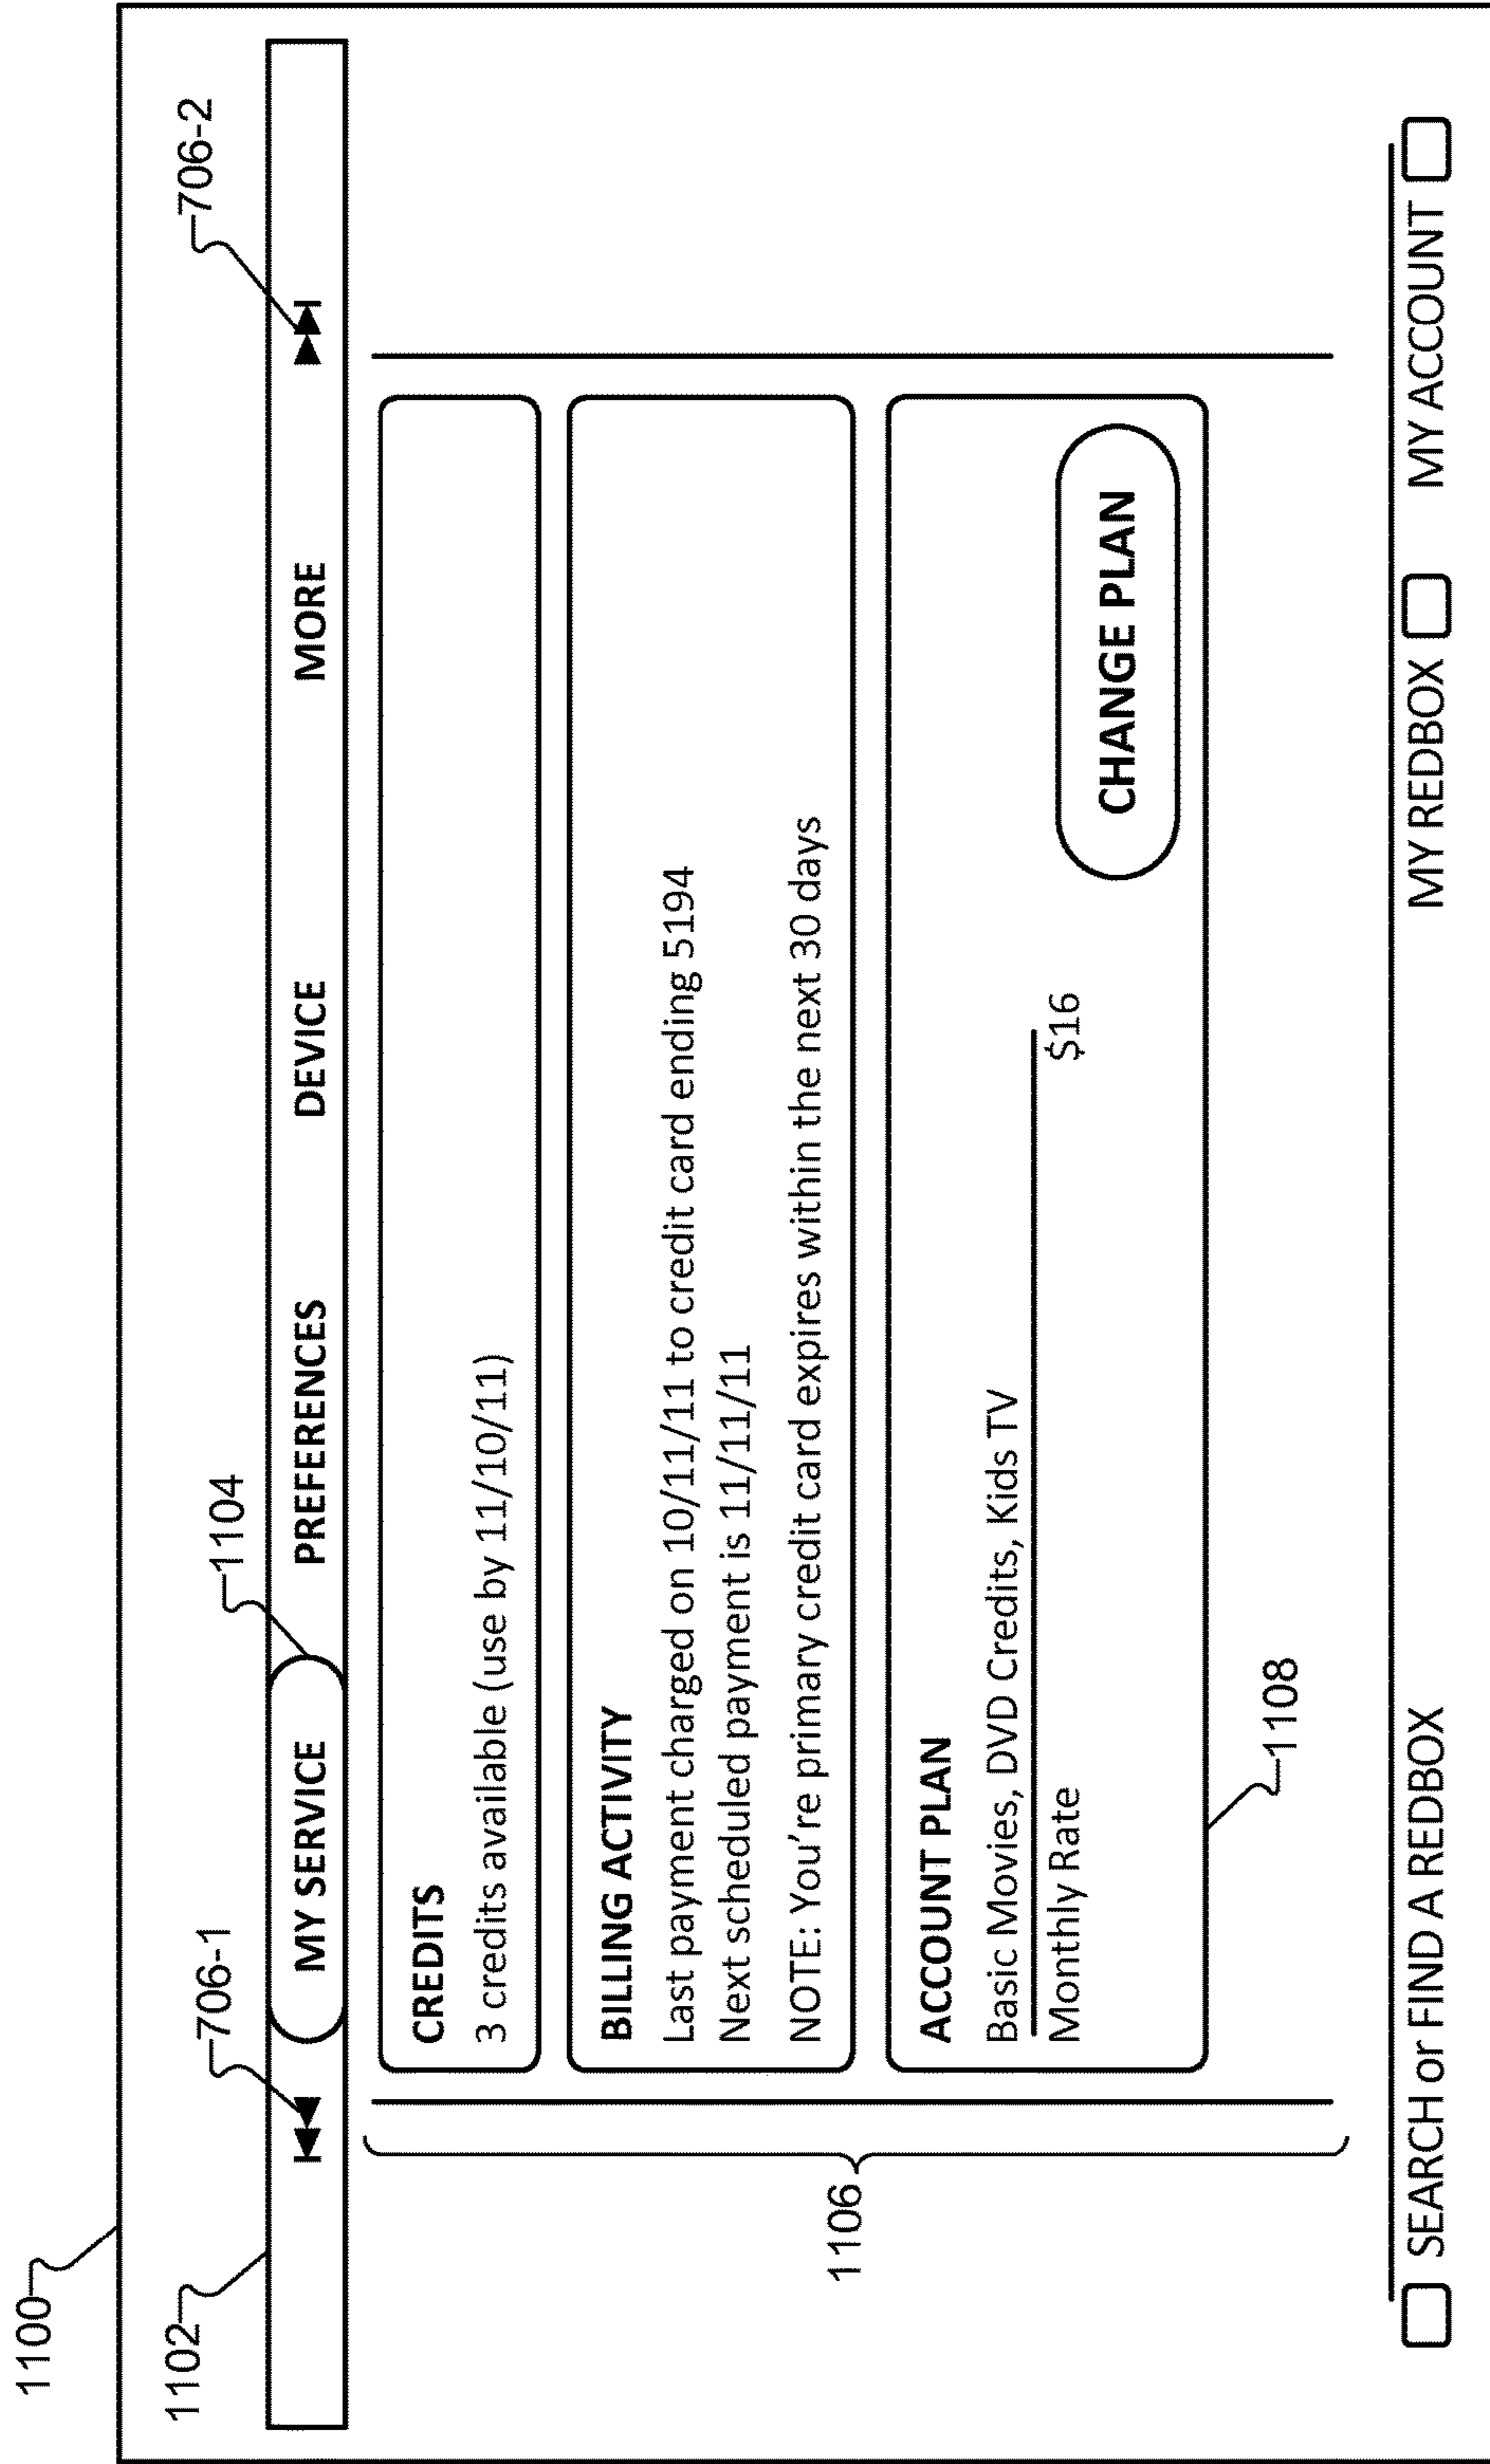 1100
1102
706-1
1104
706-2
MY SERVICE PREFERENCES DEVICE MORE
CREDITS
3 credits available (use by 11/10/11)
BILLING ACTIVITY
Last payment charged on 10/11/11 to credit card ending 5194
Next scheduled payment is 11/11/11
NOTE: You're primary credit card expires within the next 30 days
1106
ACCOUNT PLAN
Basic Movies, DVD Credits, Kids TV
Monthly Rate $16
CHANGE PLAN
1108
SEARCH or FIND A REDBOX MY REDBOX MY ACCOUNT